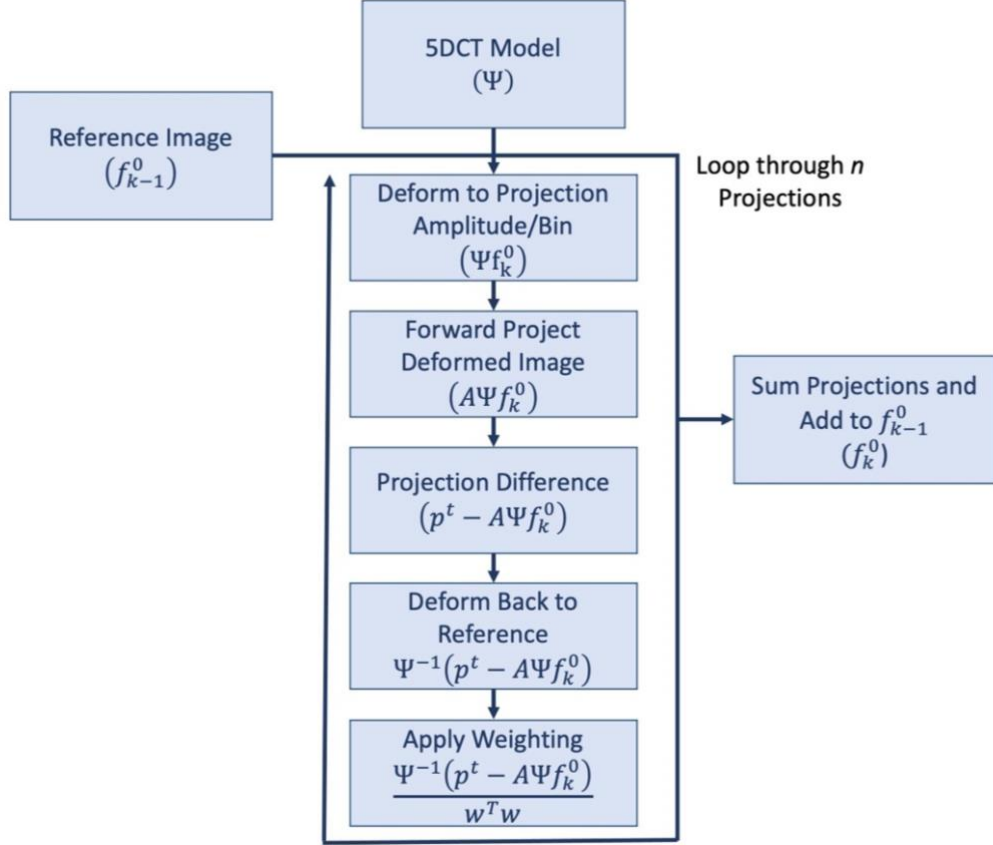 5DCT Model
(Ψ)
Reference Image
(f⁰ₖ₋₁)
Loop through n
Projections
Deform to Projection
Amplitude/Bin
(Ψf⁰ₖ)
Forward Project
Deformed Image
(AΨf⁰ₖ)
Sum Projections and
Add to f⁰ₖ₋₁
(f⁰ₖ)
Projection Difference
(pᵗ − AΨf⁰ₖ)
Deform Back to
Reference
Ψ⁻¹(pᵗ − AΨf⁰ₖ)
Apply Weighting
Ψ⁻¹(pᵗ − AΨf⁰ₖ)
wᵀw